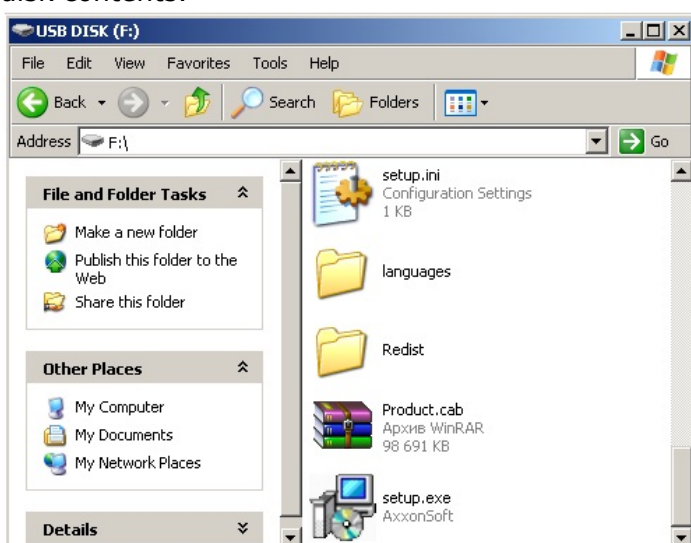 USB DISK (F:)
File Edit View Favorites Tools Help
Back Search Folders
Address F:\ Go
File and Folder Tasks
Make a new folder
Publish this folder to the
Web
Share this folder
Other Places
My Computer
My Documents
My Network Places
Details
setup.ini
Configuration Settings
1 KB
languages
Redist
Product.cab
Архив WinRAR
98 691 KB
setup.exe
AxxonSoft